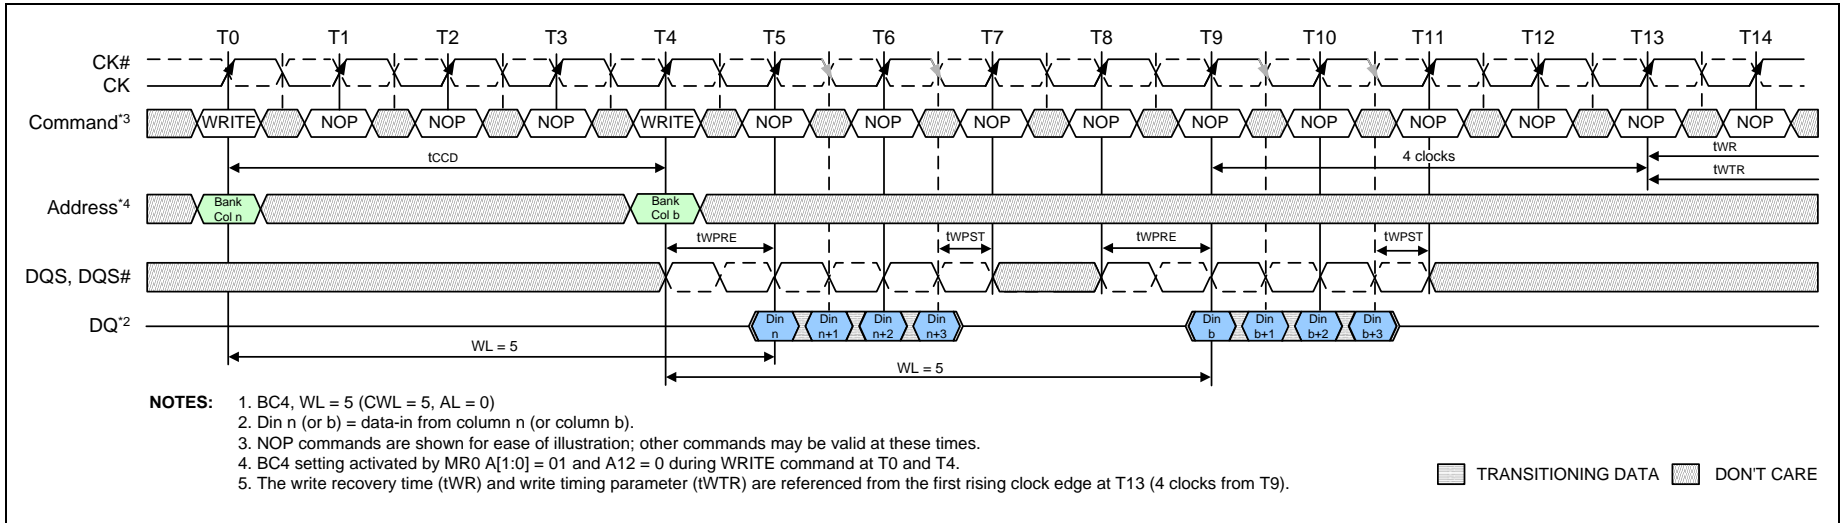 T0 T1 T2 T3 T4 T5 T6 T7 T8 T9 T10 T11 T12 T13 T14
CK#
CK
Command*3 WRITE NOP NOP NOP WRITE NOP NOP NOP NOP NOP NOP NOP NOP NOP NOP
tCCD 4 clocks tWR
tWTR
Address*4 Bank Col n Bank Col b
tWPRE tWPST tWPRE tWPST
DQS, DQS#
DQ*2 Din n Din n+1 Din n+2 Din n+3 Din b Din b+1 Din b+2 Din b+3
WL = 5
WL = 5
NOTES: 1. BC4, WL = 5 (CWL = 5, AL = 0)
2. Din n (or b) = data-in from column n (or column b).
3. NOP commands are shown for ease of illustration; other commands may be valid at these times.
4. BC4 setting activated by MR0 A[1:0] = 01 and A12 = 0 during WRITE command at T0 and T4.
5. The write recovery time (tWR) and write timing parameter (tWTR) are referenced from the first rising clock edge at T13 (4 clocks from T9).
TRANSITIONING DATA DON'T CARE